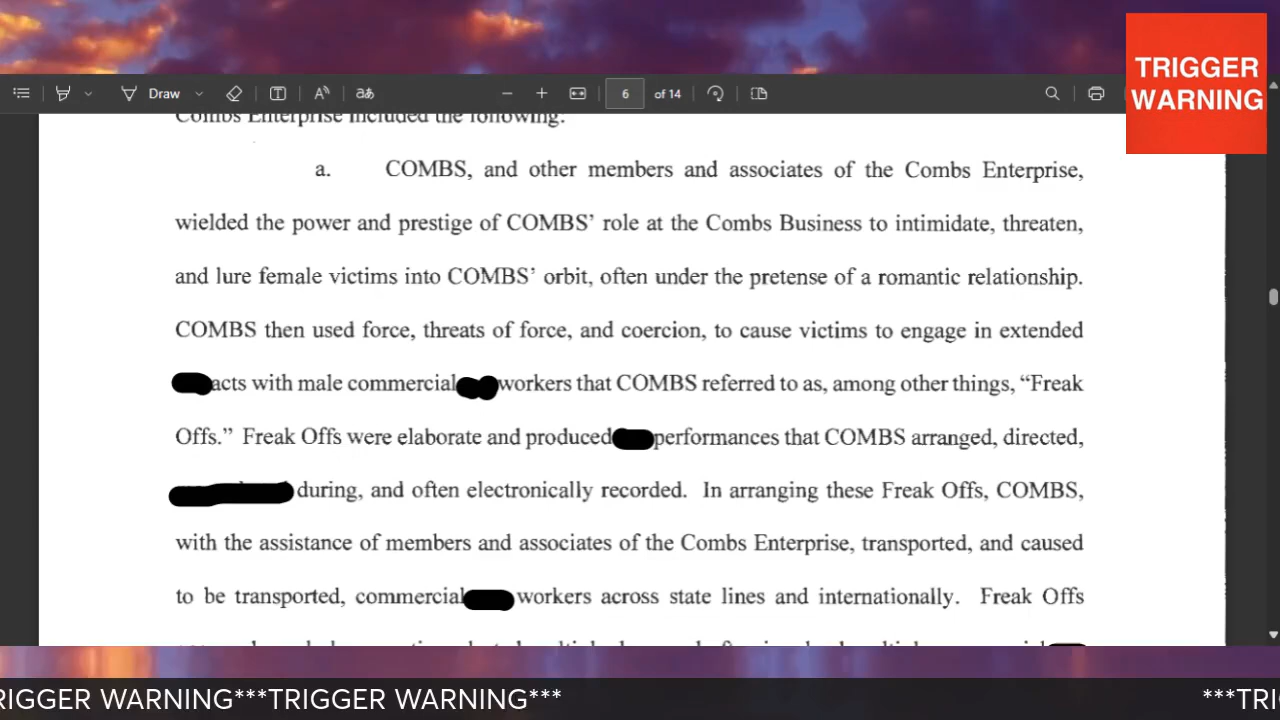 TRIGGER
WARNING
Draw
6
of 14
Combs Enterprise included the following:
a. COMBS, and other members and associates of the Combs Enterprise,
wielded the power and prestige of COMBS’ role at the Combs Business to intimidate, threaten,
and lure female victims into COMBS’ orbit, often under the pretense of a romantic relationship.
COMBS then used force, threats of force, and coercion, to cause victims to engage in extended
acts with male commercial workers that COMBS referred to as, among other things, “Freak
Offs.” Freak Offs were elaborate and produced performances that COMBS arranged, directed,
during, and often electronically recorded. In arranging these Freak Offs, COMBS,
with the assistance of members and associates of the Combs Enterprise, transported, and caused
to be transported, commercial workers across state lines and internationally. Freak Offs
RIGGER WARNING***TRIGGER WARNING*** ***TRI